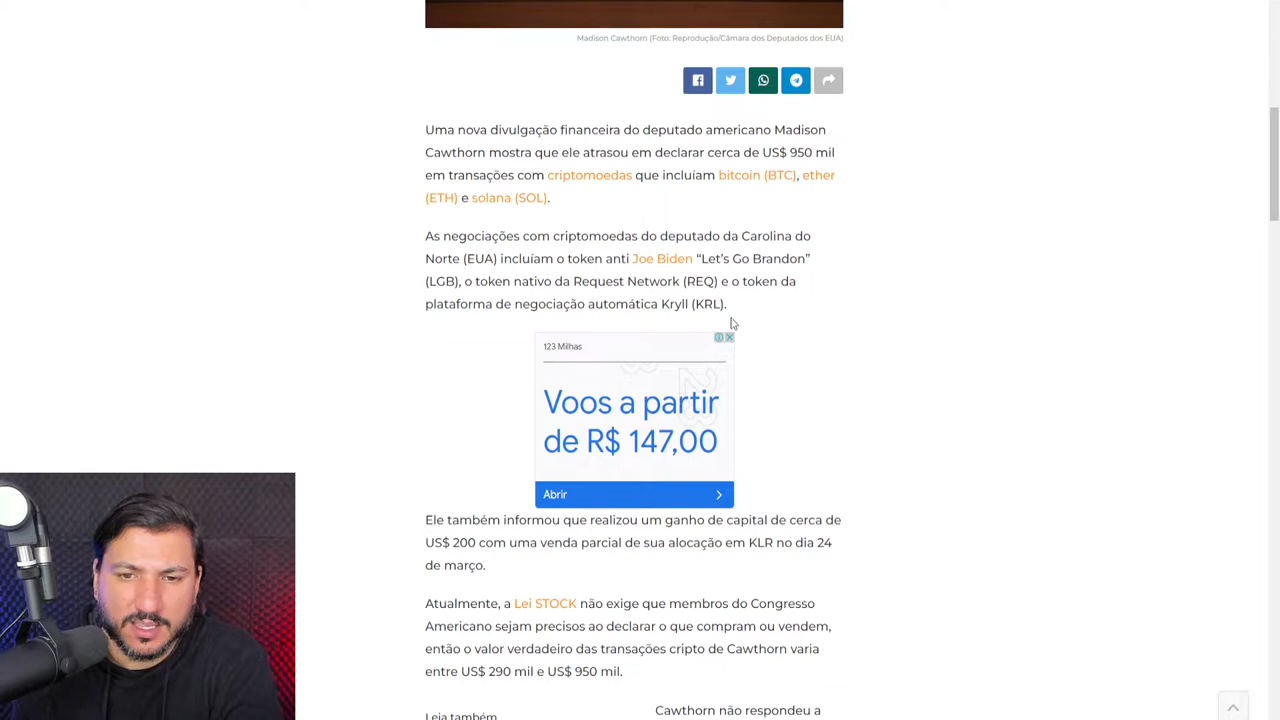 Madison Cawthorn (Foto: Reprodução/Câmara dos Deputados dos EUA)
Uma nova divulgação financeira do deputado americano Madison
Cawthorn mostra que ele atrasou em declarar cerca de US$ 950 mil
em transações com criptomoedas que incluíam bitcoin (BTC), ether
(ETH) e solana (SOL).
As negociações com criptomoedas do deputado da Carolina do
Norte (EUA) incluíam o token anti Joe Biden “Let’s Go Brandon”
(LGB), o token nativo da Request Network (REQ) e o token da
plataforma de negociação automática Kryll (KRL).
123 Milhas
Voos a partir
de R$ 147,00
Abrir
Ele também informou que realizou um ganho de capital de cerca de
US$ 200 com uma venda parcial de sua alocação em KLR no dia 24
de março.
Atualmente, a Lei STOCK não exige que membros do Congresso
Americano sejam precisos ao declarar o que compram ou vendem,
então o valor verdadeiro das transações cripto de Cawthorn varia
entre US$ 290 mil e US$ 950 mil.
Leia também
Cawthorn não respondeu a